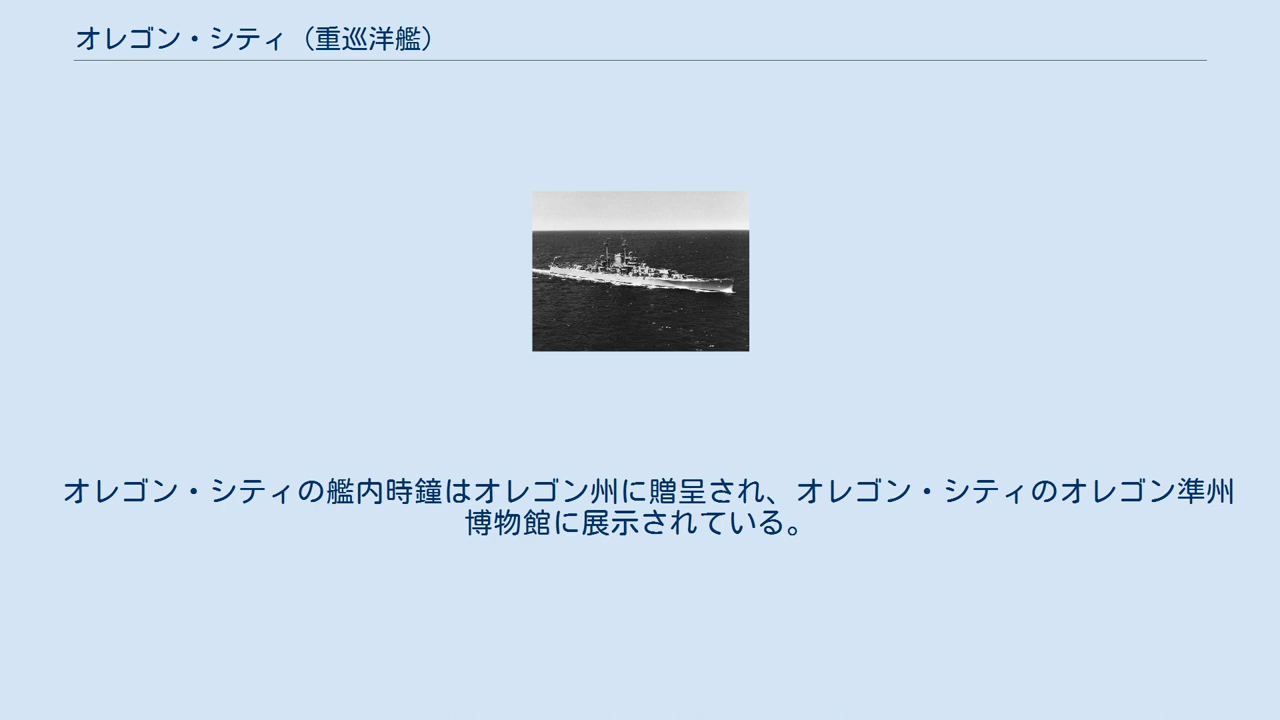 オレゴン・シティ（重巡洋艦）
オレゴン・シティの艦内時鐘はオレゴン州に贈呈され、オレゴン・シティのオレゴン準州
博物館に展示されている。